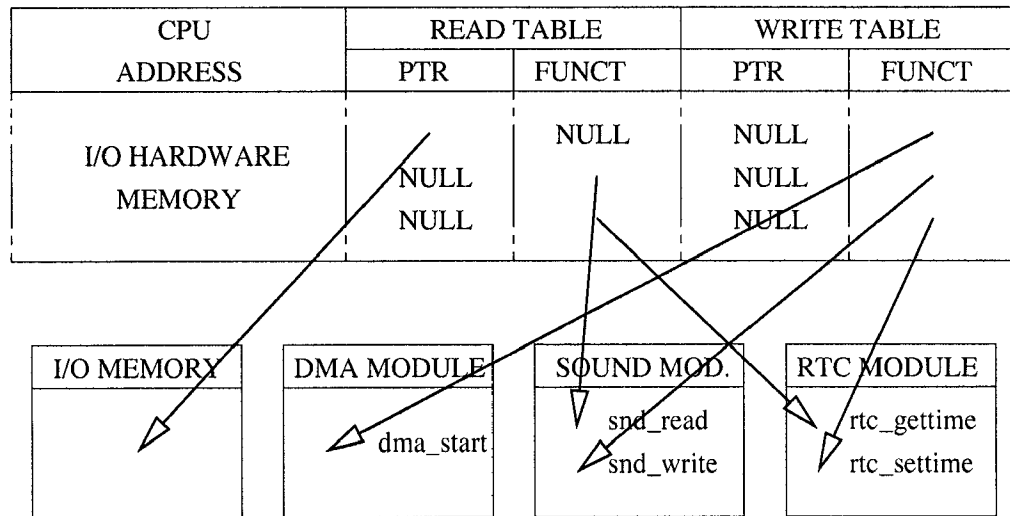 CPU READ TABLE WRITE TABLE
ADDRESS PTR FUNCT PTR FUNCT
NULL NULL
I/O HARDWARE
NULL NULL
MEMORY
NULL NULL
I/O MEMORY DMA MODULE SOUND MOD. RTC MODULE
snd_read rtc_gettime
dma_start
snd_write rtc_settime